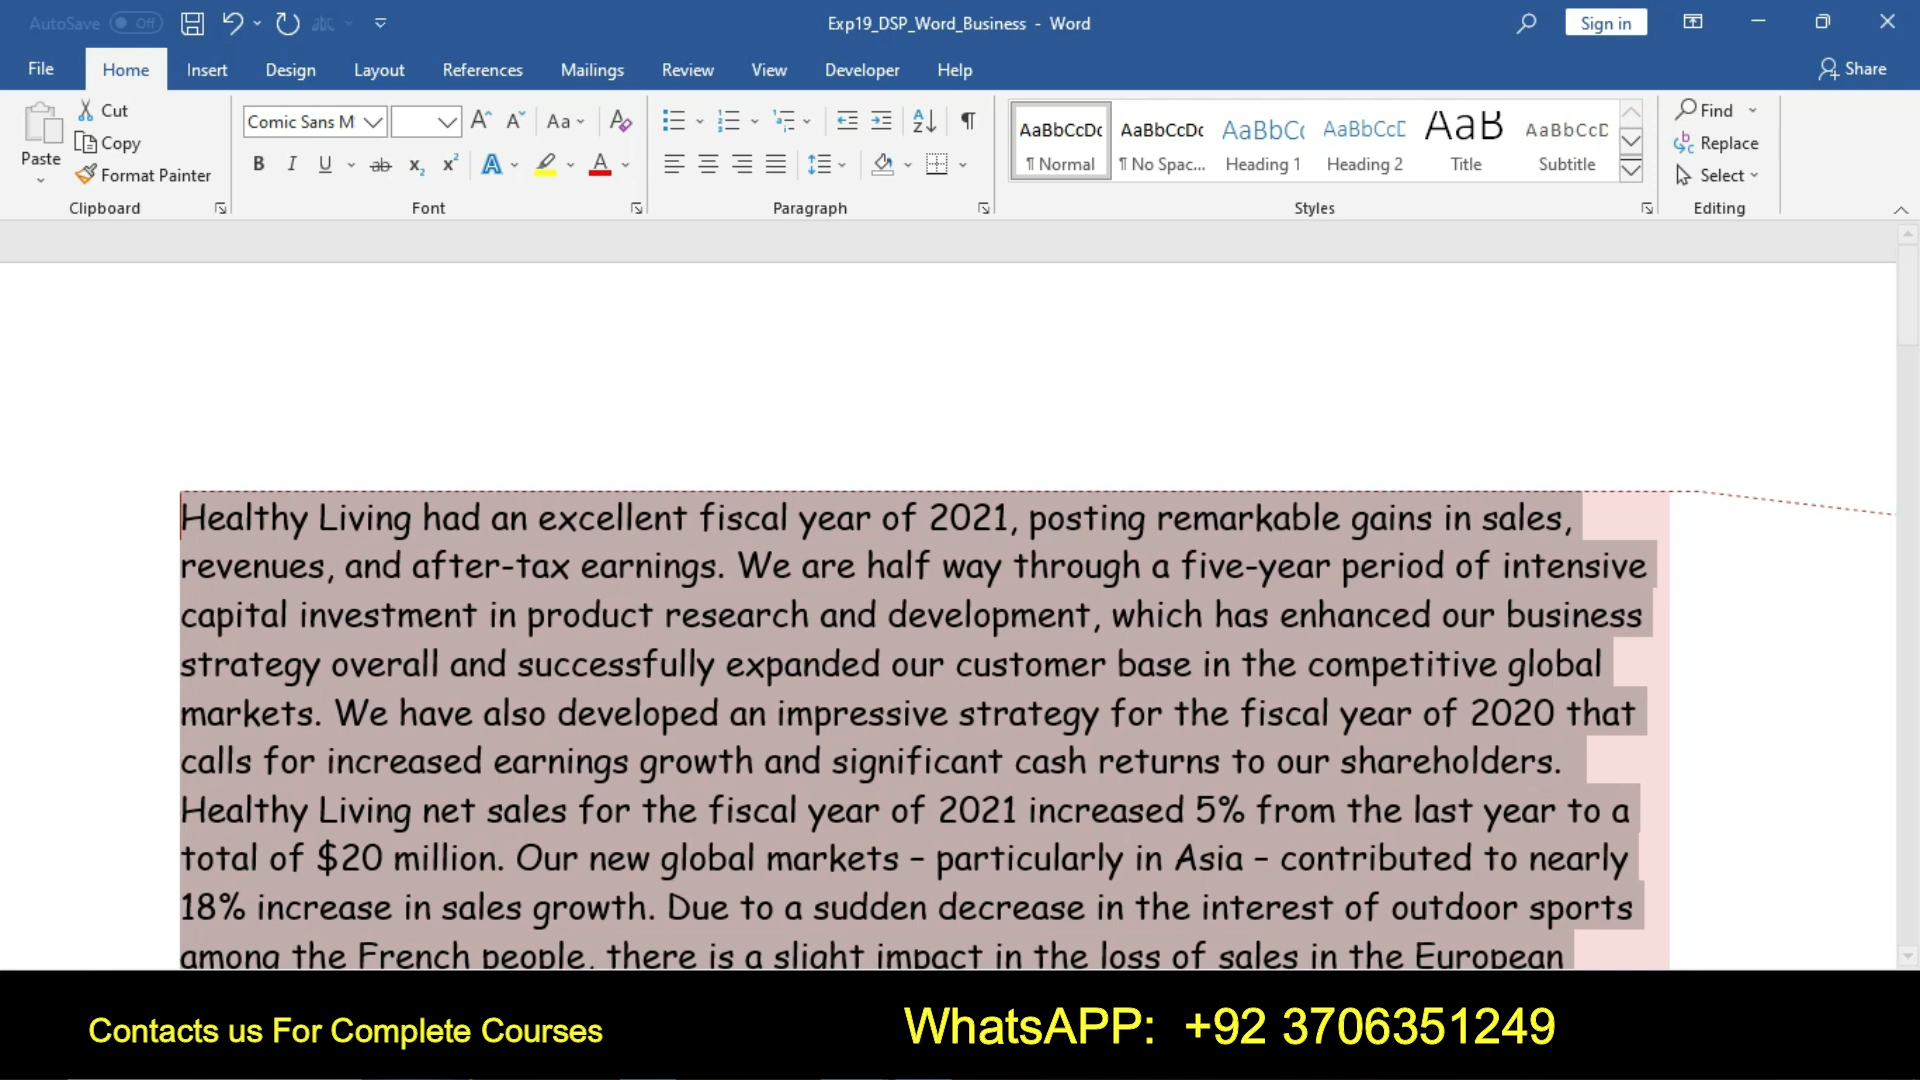 AutoSave Off abc Exp19_DSP_Word_Business - Word Sign in
File Home Insert Design Layout References Mailings Review View Developer Help Share
Paste Cut Copy Format Painter
Clipboard
Comic Sans M Aa
B I U ab x2 x2 A A
Font
Paragraph
AaBbCcDc AaBbCcDc AaBbCc AaBbCcD AaB AaBbCcD
¶ Normal ¶ No Spac... Heading 1 Heading 2 Title Subtitle
Styles
Find
Replace
Select
Editing
Healthy Living had an excellent fiscal year of 2021, posting remarkable gains in sales,
revenues, and after-tax earnings. We are half way through a five-year period of intensive
capital investment in product research and development, which has enhanced our business
strategy overall and successfully expanded our customer base in the competitive global
markets. We have also developed an impressive strategy for the fiscal year of 2020 that
calls for increased earnings growth and significant cash returns to our shareholders.
Healthy Living net sales for the fiscal year of 2021 increased 5% from the last year to a
total of $20 million. Our new global markets – particularly in Asia – contributed to nearly
18% increase in sales growth. Due to a sudden decrease in the interest of outdoor sports
among the French people, there is a slight impact in the loss of sales in the European
Contacts us For Complete Courses WhatsAPP: +92 3706351249